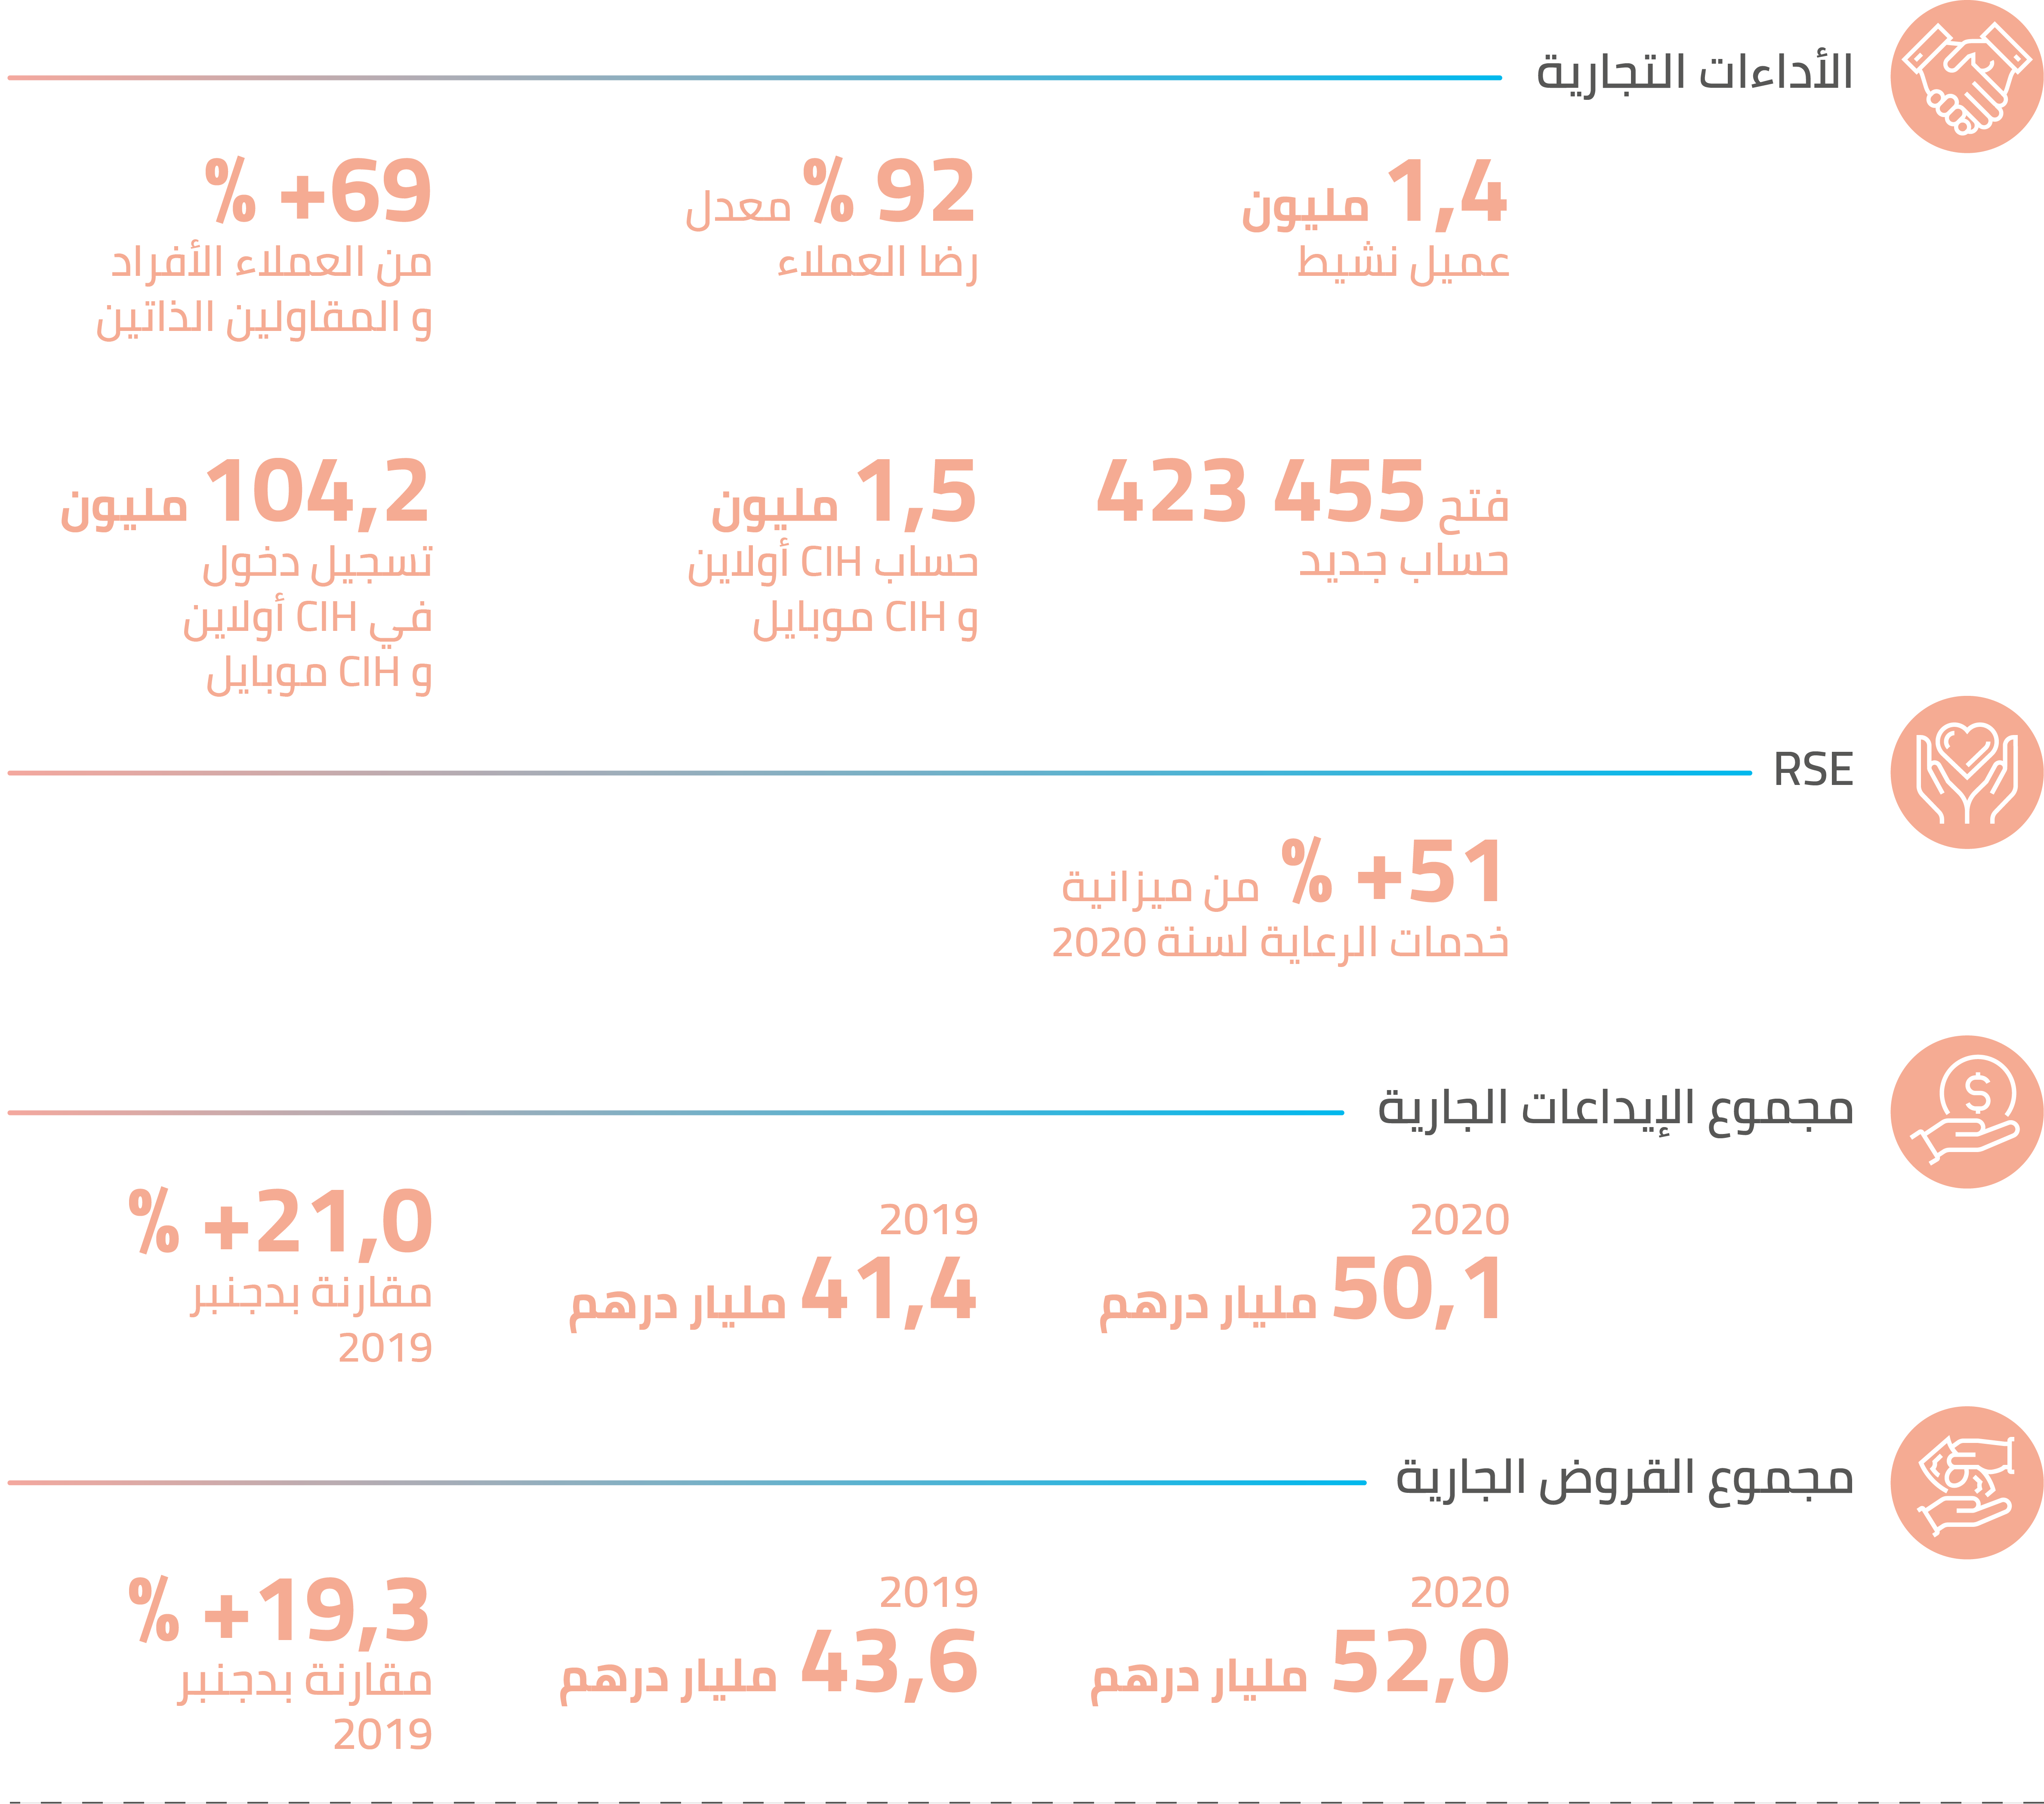 الأداءات التجارية
1,4 مليون
عميل نشيط
92 % معدل
رضا العملاء
+69 %
من العملاء الأفراد
و المقاولين الذاتين
فتح 423 455
حساب جديد
1,5 مليون
حساب CIH أولاين
و CIH موبايل
104,2 مليون
تسجيل دخول
في CIH أولاين
و CIH موبايل
RSE
+51 % من ميزانية
خدمات الرعاية لسنة 2020
مجموع الإيداعات الجارية
2020
50,1 مليار درهم
2019
41,4 مليار درهم
+21,0 %
مقارنة بدجنبر
2019
مجموع القروض الجارية
2020
52,0 مليار درهم
2019
43,6 مليار درهم
+19,3 %
مقارنة بدجنبر
2019